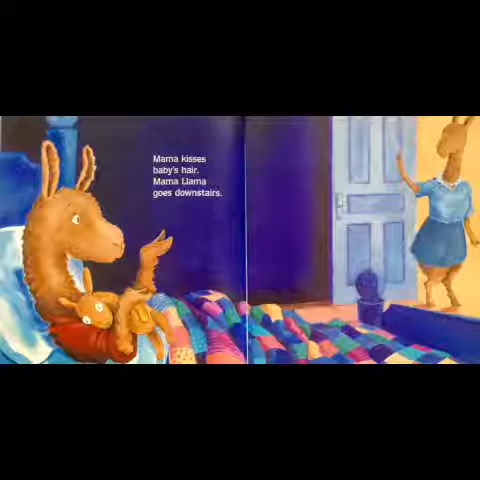 Mama kisses
baby's hair.
Mama Llama
goes downstairs.